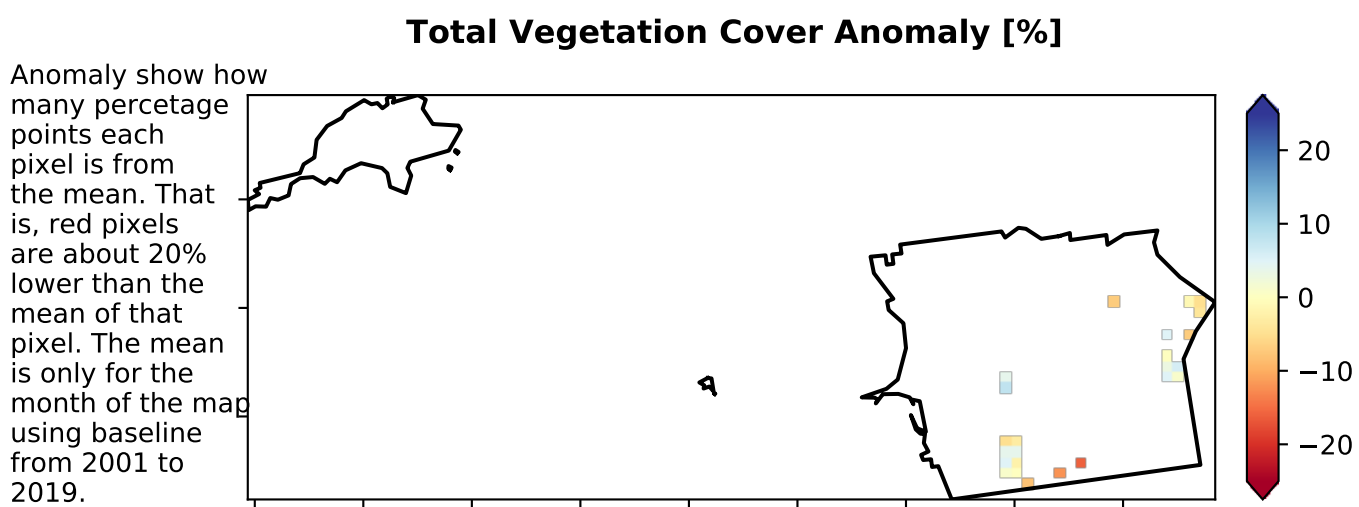 Total Vegetation Cover Anomaly [%]
Anomaly show how
many percetage
points each
pixel is from
the mean. That
is, red pixels
are about 20%
lower than the
mean of that
pixel. The mean
is only for the
month of the map
using baseline
from 2001 to
2019.
20
10
0
−10
−20